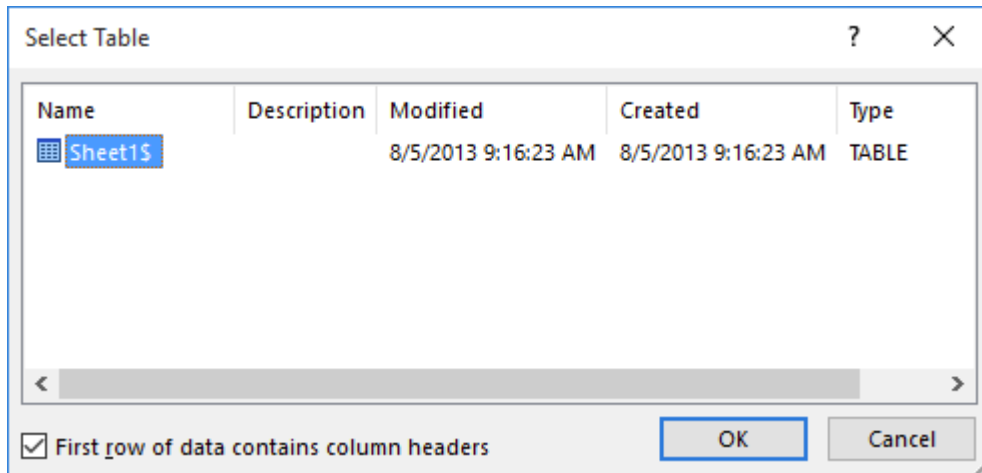 Select Table ?
Name Description Modified Created Type
Sheet1$ 8/5/2013 9:16:23 AM 8/5/2013 9:16:23 AM TABLE
First row of data contains column headers OK Cancel